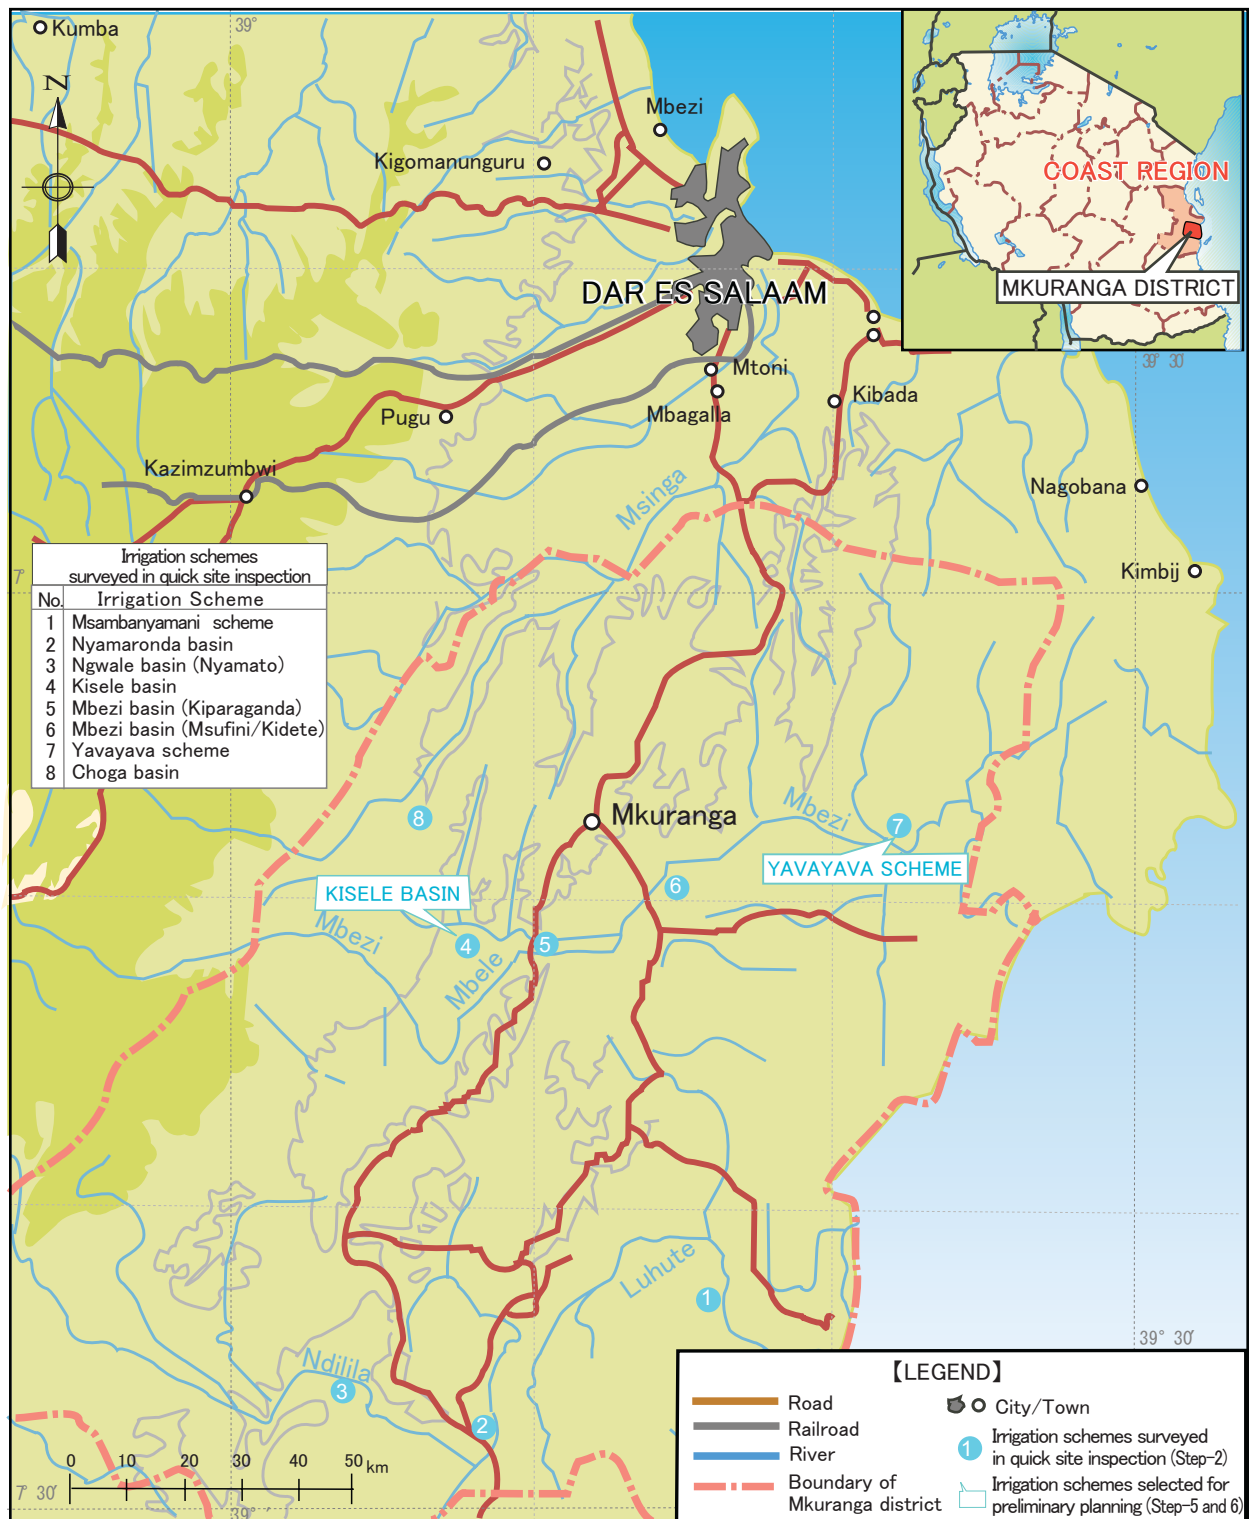 Kumba
39°
N
Mbezi
Kigomanunguru
COAST REGION
MKURANGA DISTRICT
DAR ES SALAAM
39° 30′
Mtoni
Mbagalla
Kibada
Pugu
Kazimzumbwi
Msinga
Nagobana
Kimbij
7°
Irrigation schemes
surveyed in quick site inspection
No. Irrigation Scheme
1 Msambanyamani scheme
2 Nyamaronda basin
3 Ngwale basin (Nyamato)
4 Kisele basin
5 Mbezi basin (Kiparaganda)
6 Mbezi basin (Msufini/Kidete)
7 Yavayava scheme
8 Choga basin
8
Mkuranga
Mbezi
7
YAVAYAVA SCHEME
6
KISELE BASIN
Mbezi
4
5
Mbele
Luhute
1
39° 30′
Ndilila
3
2
0 10 20 30 40 50 km
7° 30′
39° ′
【LEGEND】
Road
Railroad
River
Boundary of
Mkuranga district
City/Town
1 Irrigation schemes surveyed
in quick site inspection (Step-2)
Irrigation schemes selected for
preliminary planning (Step-5 and 6)